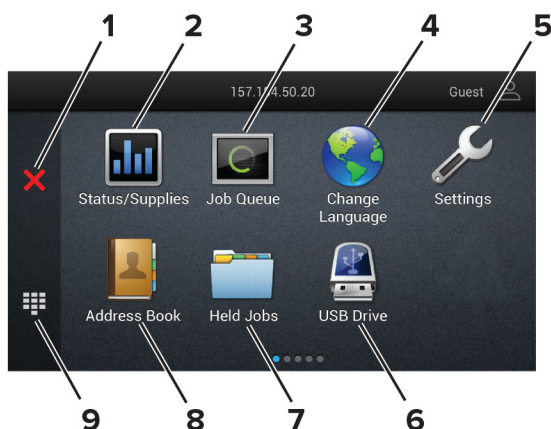 1 2 3 4 5
Guest
Status/Supplies Job Queue Change Language Settings
Address Book Held Jobs USB Drive
9 8 7 6